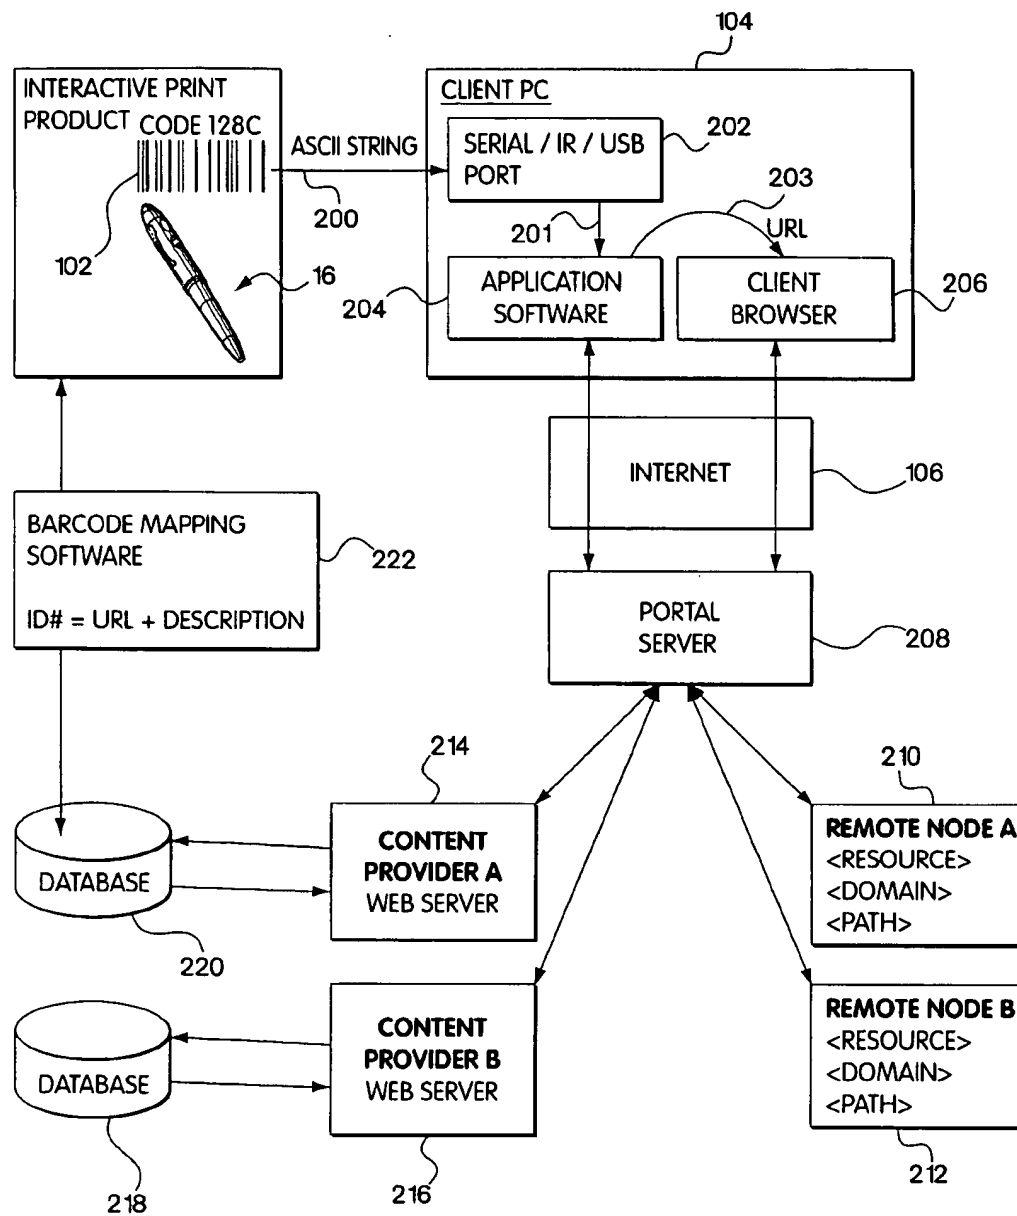 104
INTERACTIVE PRINT
PRODUCT
CODE 128C
102
16
ASCII STRING
200
CLIENT PC
SERIAL / IR / USB
PORT
202
201
203
URL
APPLICATION
SOFTWARE
204
CLIENT
BROWSER
206
INTERNET
106
BARCODE MAPPING
SOFTWARE
ID# = URL + DESCRIPTION
222
PORTAL
SERVER
208
214
210
DATABASE
220
CONTENT
PROVIDER A
WEB SERVER
REMOTE NODE A
<RESOURCE>
<DOMAIN>
<PATH>
DATABASE
218
CONTENT
PROVIDER B
WEB SERVER
216
REMOTE NODE B
<RESOURCE>
<DOMAIN>
<PATH>
212